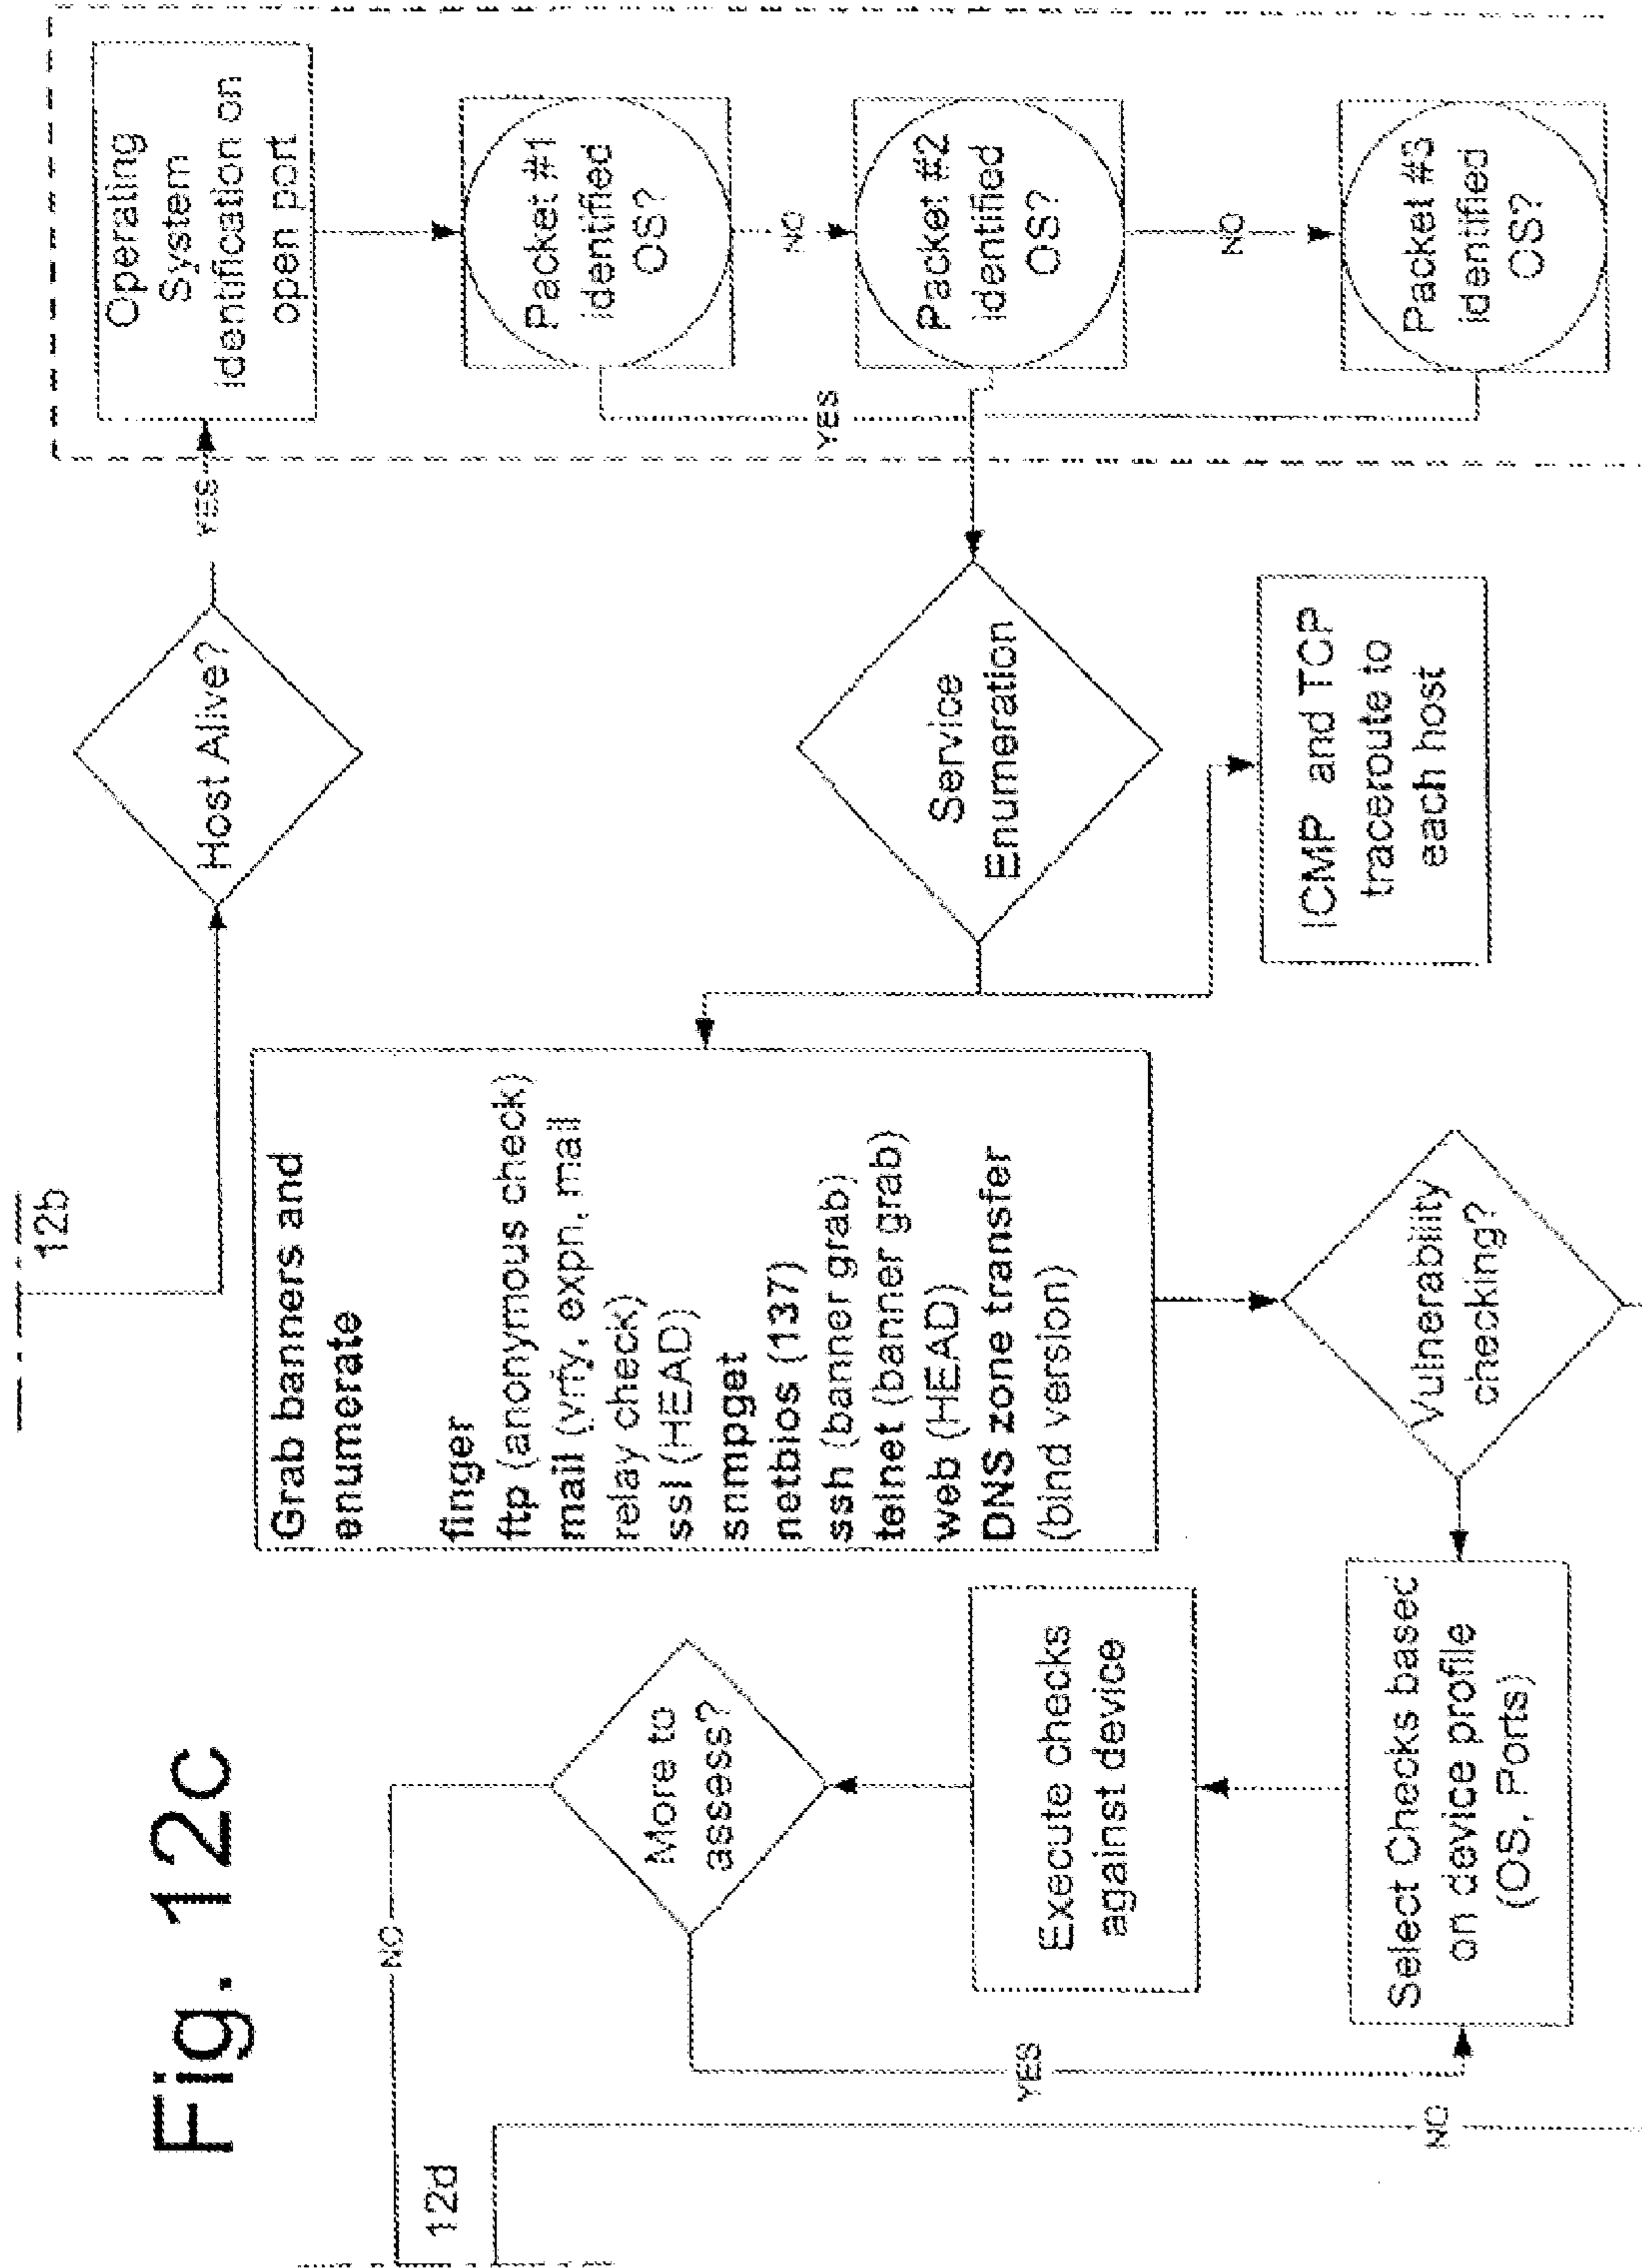 Fig. 12c
12b
Host Alive?
YES
Operating
System
identification on
open port
Packet #1
identified
OS?
NO
Packet #2
identified
OS?
NO
Packet #3
identified
OS?
YES
Service
Enumeration
ICMP and TCP
traceroute to
each host
Grab banners and
enumerate
finger
ftp (anonymous check)
mail (vrfy, expn, mail
relay check)
ssl (HEAD)
snmpget
netbios (137)
ssh (banner grab)
telnet (banner grab)
web (HEAD)
DNS zone transfer
(bind version)
Vulnerability
checking?
Select Checks based
on device profile
(OS, Ports)
Execute checks
against device
More to
assess?
NO
YES
NO
12d